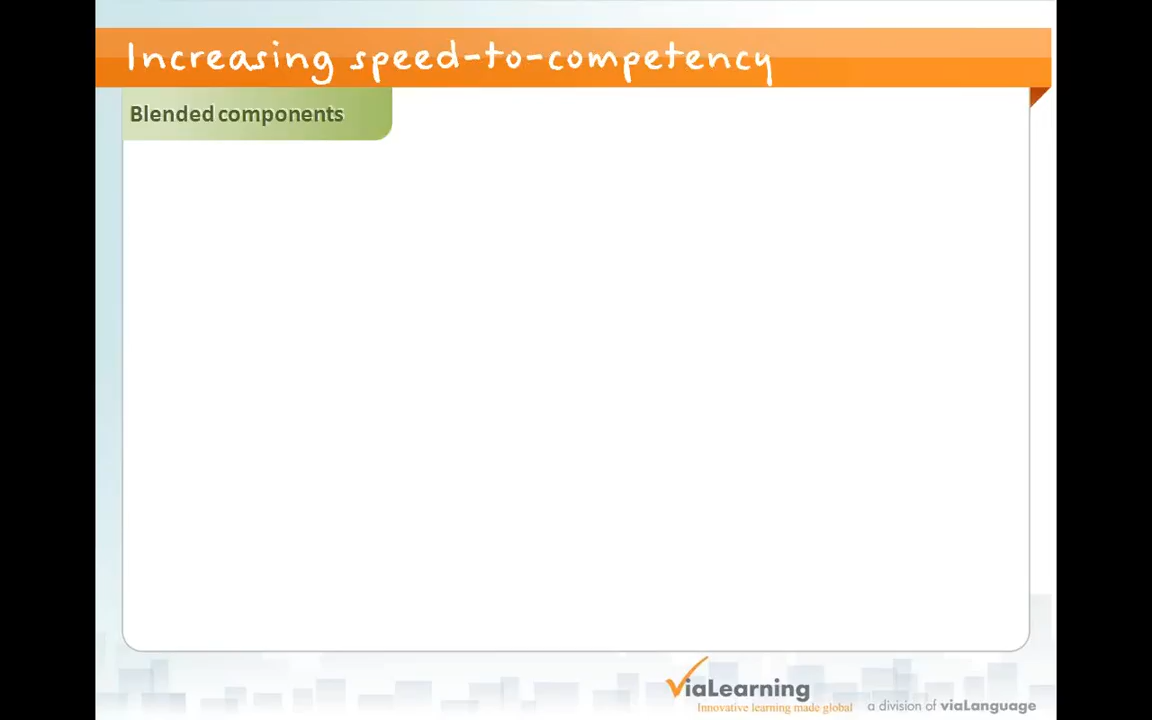 Increasing speed-to-competency
Blended components
ViaLearning
Innovative learning made global
a division of viaLanguage